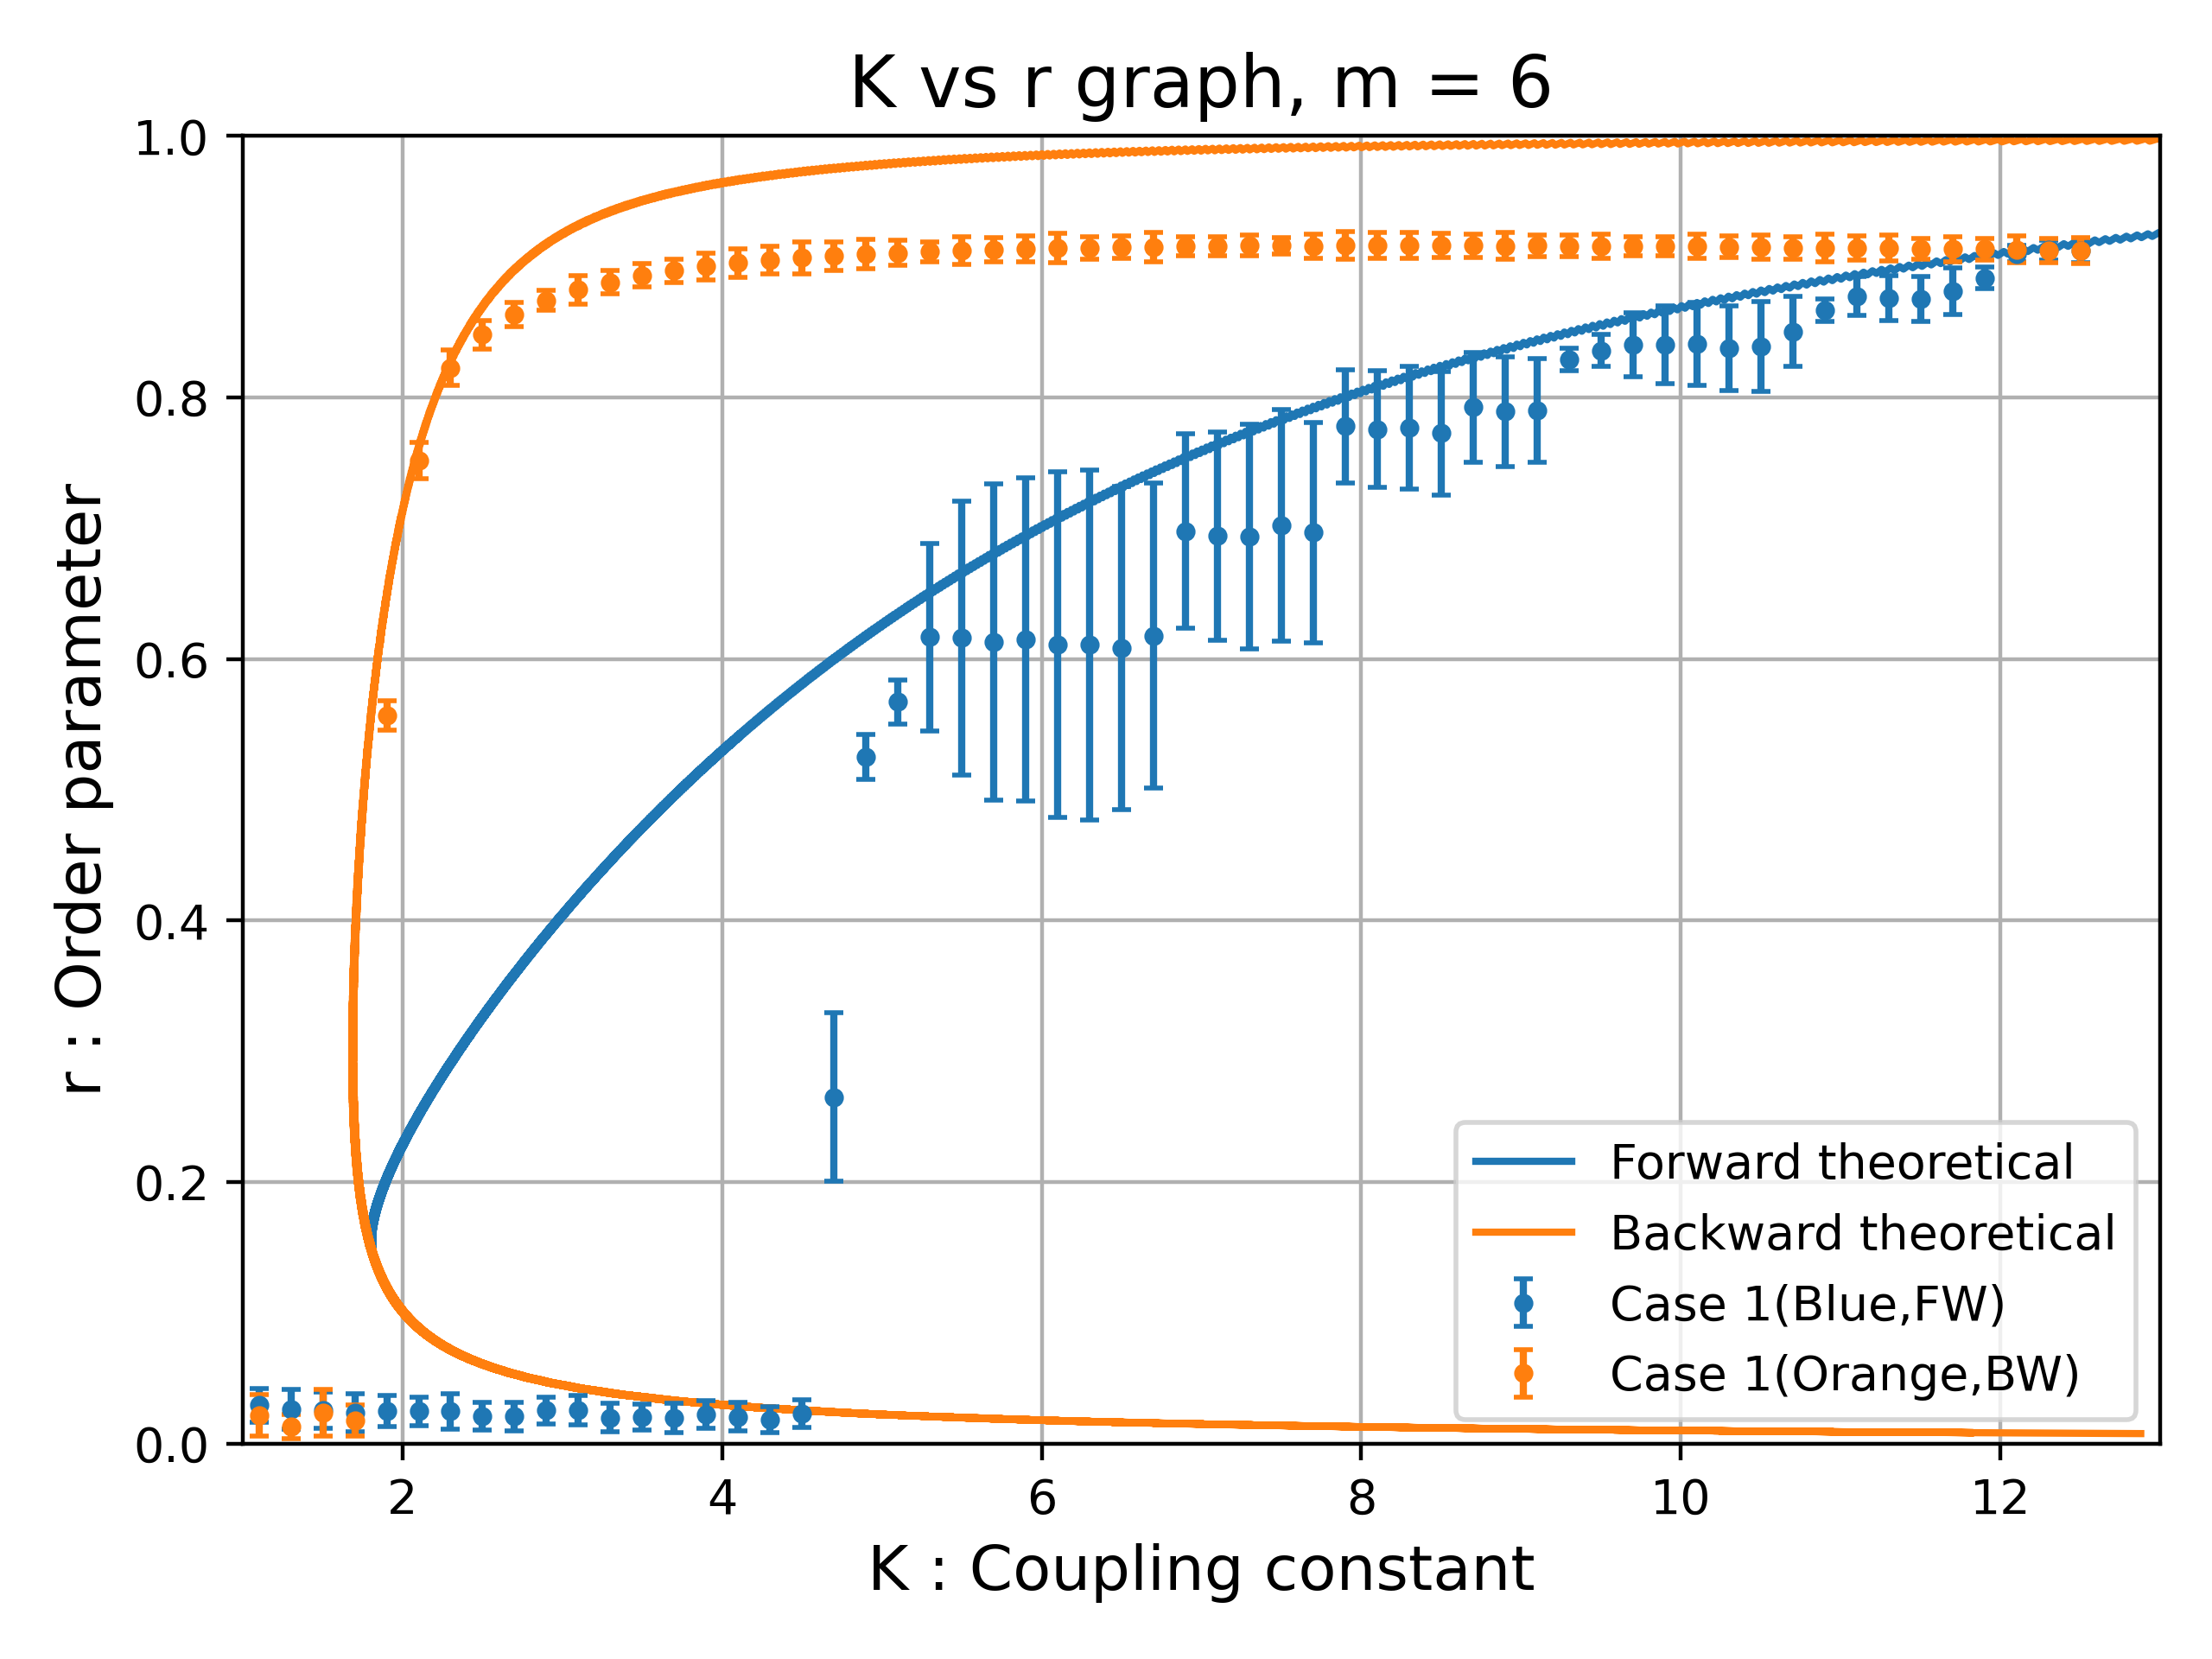 K vs r graph, m = 6
1.0
0.8
0.6
0.4
0.2
0.0
r : Order parameter
2 4 6 8 10 12
K : Coupling constant
Forward theoretical
Backward theoretical
Case 1(Blue,FW)
Case 1(Orange,BW)